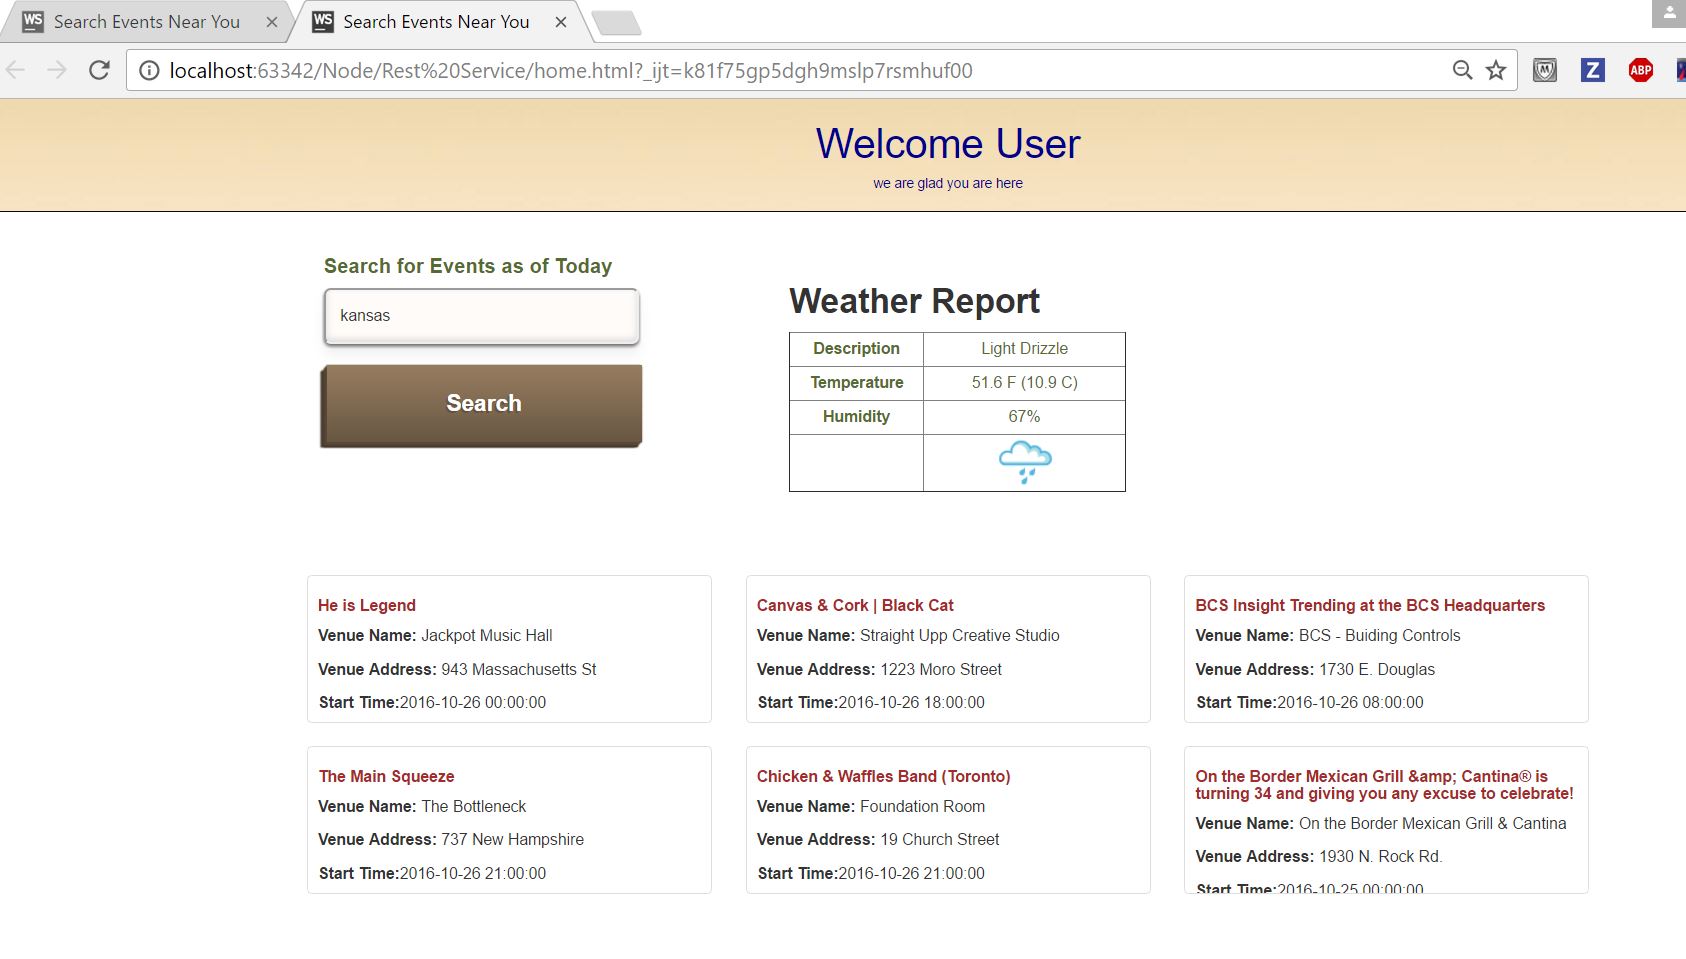 WS Search Events Near You WS Search Events Near You
localhost:63342/Node/Rest%20Service/home.html?_ijt=k81f75gp5dgh9mslp7rsmhuf00 M Z ABP
Welcome User
we are glad you are here
Search for Events as of Today
kansas
Search
Weather Report
Description Light Drizzle
Temperature 51.6 F (10.9 C)
Humidity 67%
He is Legend
Venue Name: Jackpot Music Hall
Venue Address: 943 Massachusetts St
Start Time:2016-10-26 00:00:00
Canvas & Cork | Black Cat
Venue Name: Straight Upp Creative Studio
Venue Address: 1223 Moro Street
Start Time:2016-10-26 18:00:00
BCS Insight Trending at the BCS Headquarters
Venue Name: BCS - Buiding Controls
Venue Address: 1730 E. Douglas
Start Time:2016-10-26 08:00:00
The Main Squeeze
Venue Name: The Bottleneck
Venue Address: 737 New Hampshire
Start Time:2016-10-26 21:00:00
Chicken & Waffles Band (Toronto)
Venue Name: Foundation Room
Venue Address: 19 Church Street
Start Time:2016-10-26 21:00:00
On the Border Mexican Grill &amp; Cantina® is
turning 34 and giving you any excuse to celebrate!
Venue Name: On the Border Mexican Grill & Cantina
Venue Address: 1930 N. Rock Rd.
Start Time:2016-10-25 00:00:00